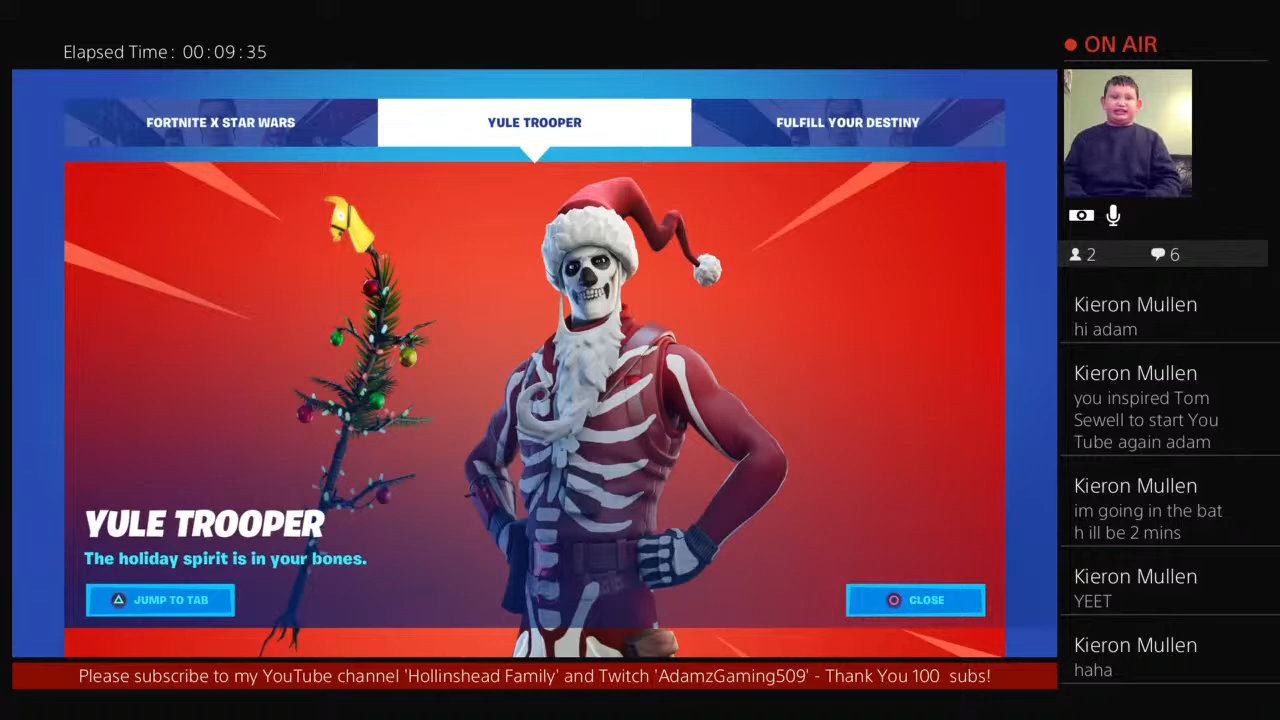 Elapsed Time: 00:09:35
ON AIR
FORTNITE X STAR WARS
YULE TROOPER
FULFILL YOUR DESTINY
2
6
Kieron Mullen
hi adam
Kieron Mullen
you inspired Tom
Sewell to start You
Tube again adam
Kieron Mullen
im going in the bat
h ill be 2 mins
Kieron Mullen
YEET
Kieron Mullen
haha
YULE TROOPER
The holiday spirit is in your bones.
JUMP TO TAB
CLOSE
Please subscribe to my YouTube channel 'Hollinshead Family' and Twitch 'AdamzGaming509' - Thank You 100 subs!